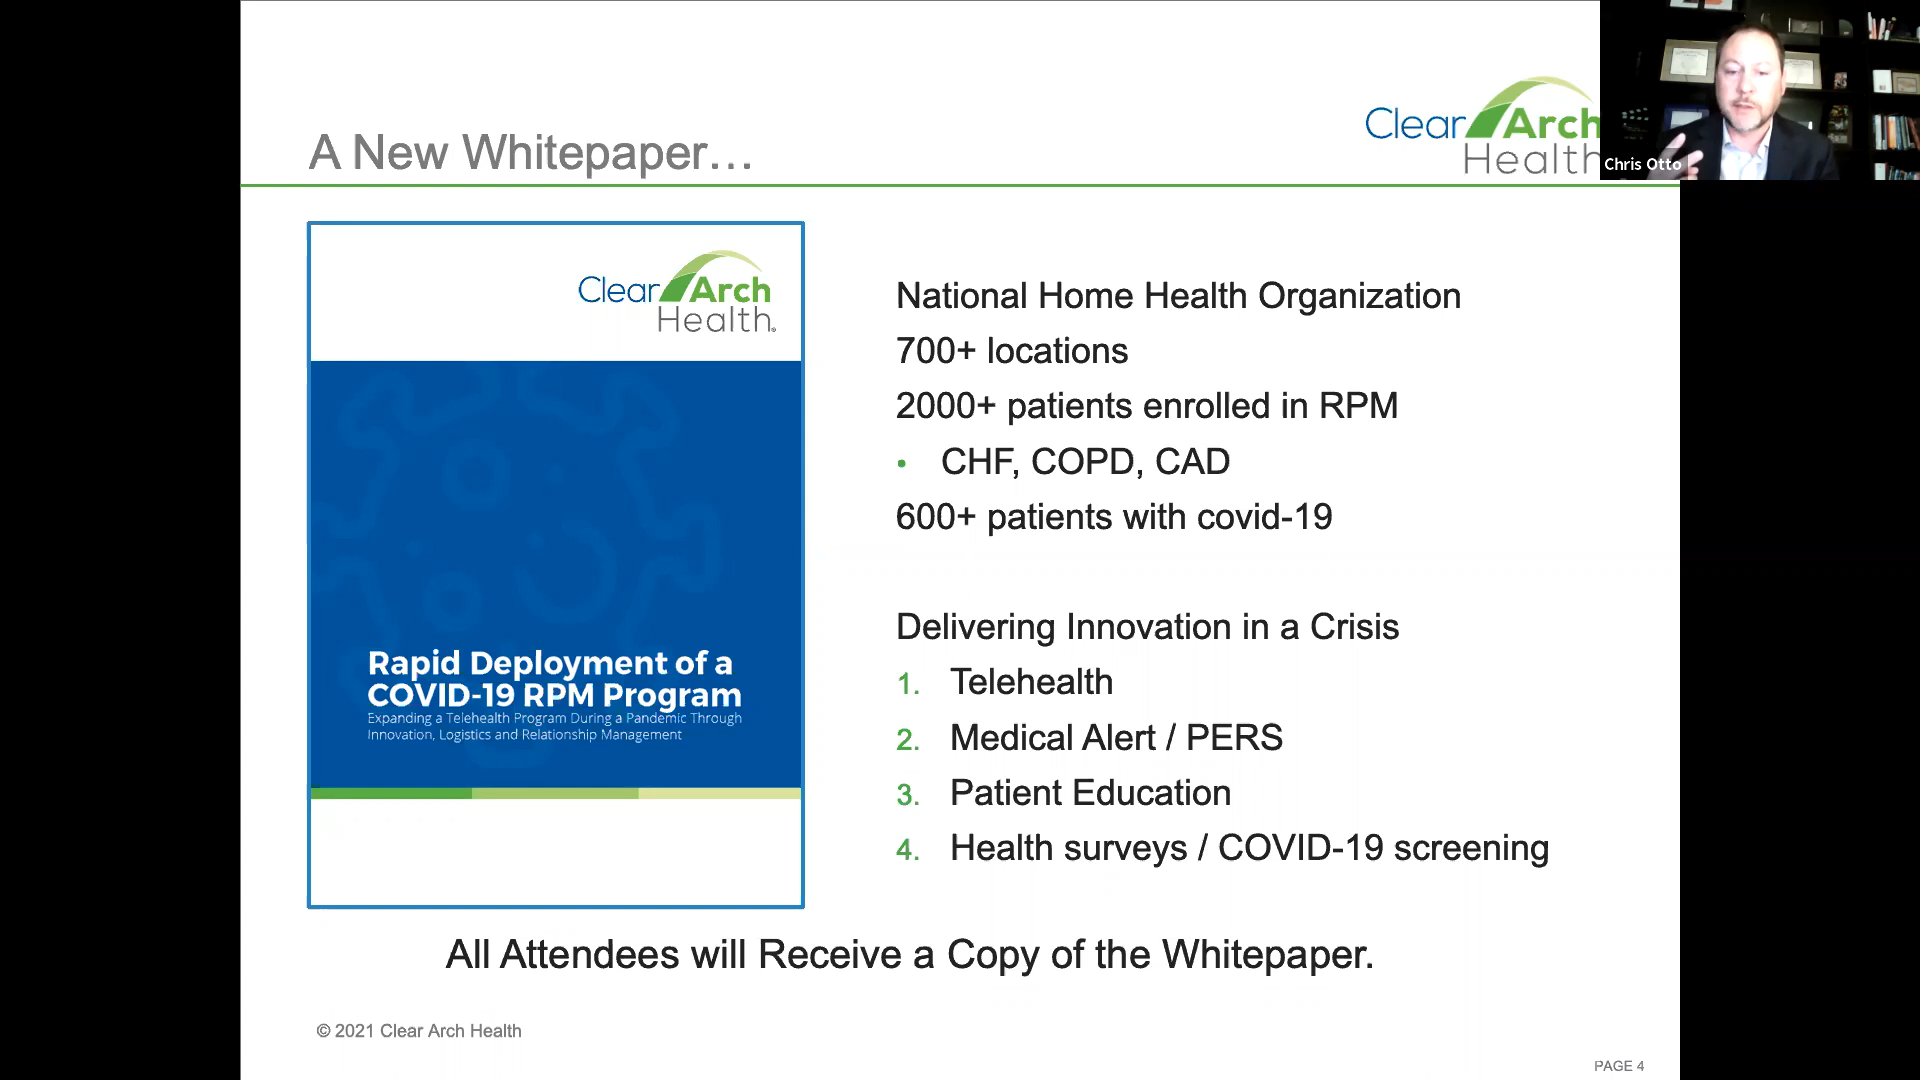 A New Whitepaper…
Clear Arch
Health
Chris Otto
Clear Arch
Health®
Rapid Deployment of a
COVID-19 RPM Program
Expanding a Telehealth Program During a Pandemic Through
Innovation, Logistics and Relationship Management
National Home Health Organization
700+ locations
2000+ patients enrolled in RPM
• CHF, COPD, CAD
600+ patients with covid-19
Delivering Innovation in a Crisis
1. Telehealth
2. Medical Alert / PERS
3. Patient Education
4. Health surveys / COVID-19 screening
All Attendees will Receive a Copy of the Whitepaper.
© 2021 Clear Arch Health
PAGE 4